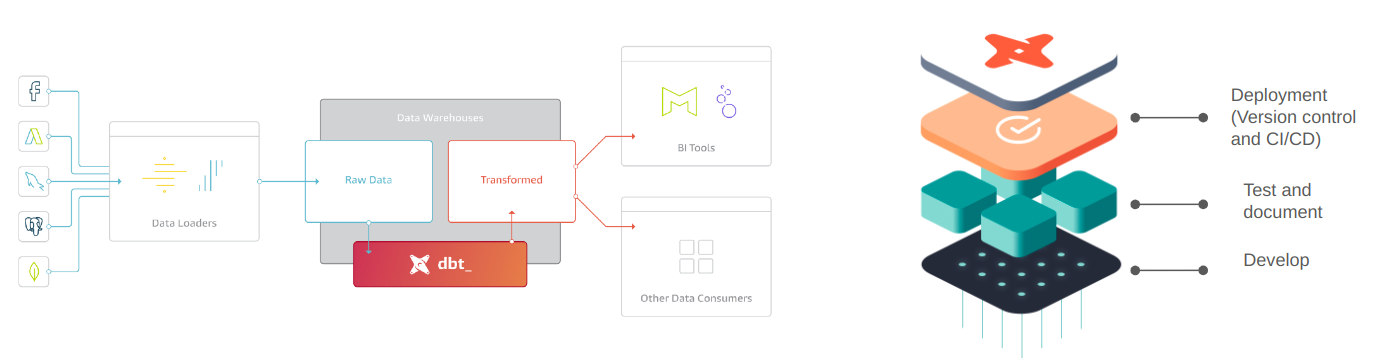 Data Loaders
Data Warehouses
Raw Data
Transformed
dbt_
BI Tools
Other Data Consumers
Deployment
(Version control
and CI/CD)
Test and
document
Develop